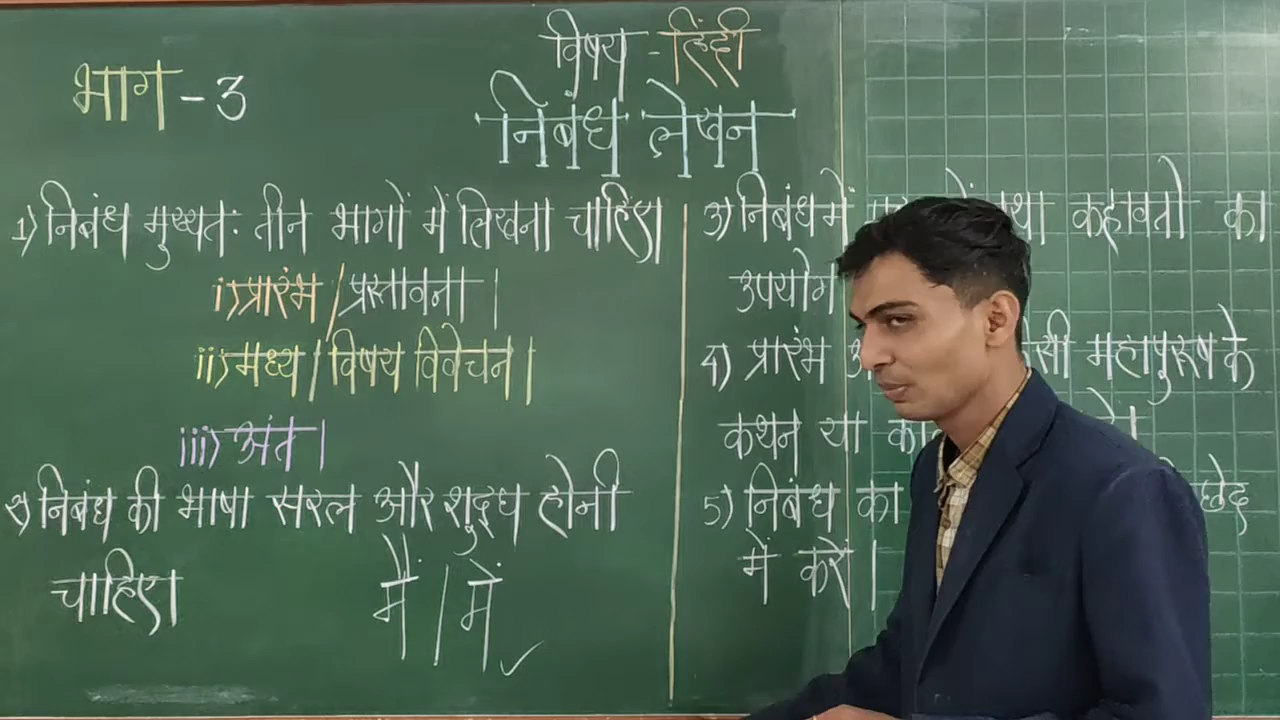 विषय - हिंदी
भाग - 3
निबंध लेखन
1) निबंध मुख्यतः तीन भागों में लिखना चाहिए
i) प्रारंभ / प्रस्तावना ।
ii) मध्य / विषय विवेचन ।
iii) अंत ।
२) निबंध की भाषा सरल और शुद्ध होनी
चाहिए।
मैं / में ✓
3) निबंध में कहावतो का
उपयोग
4) प्रारंभ महापुरूष के
कथन या
5) निबंध का
में करें ।